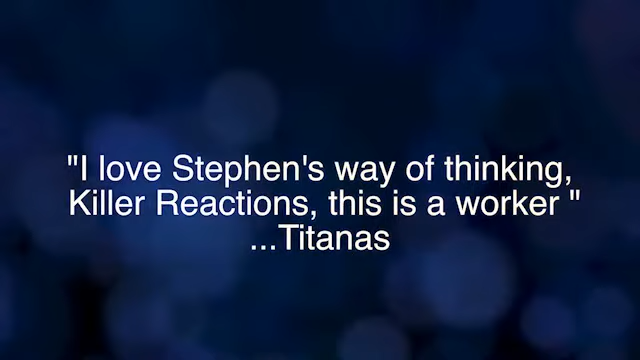 "I love Stephen's way of thinking,
Killer Reactions, this is a worker "
...Titanas